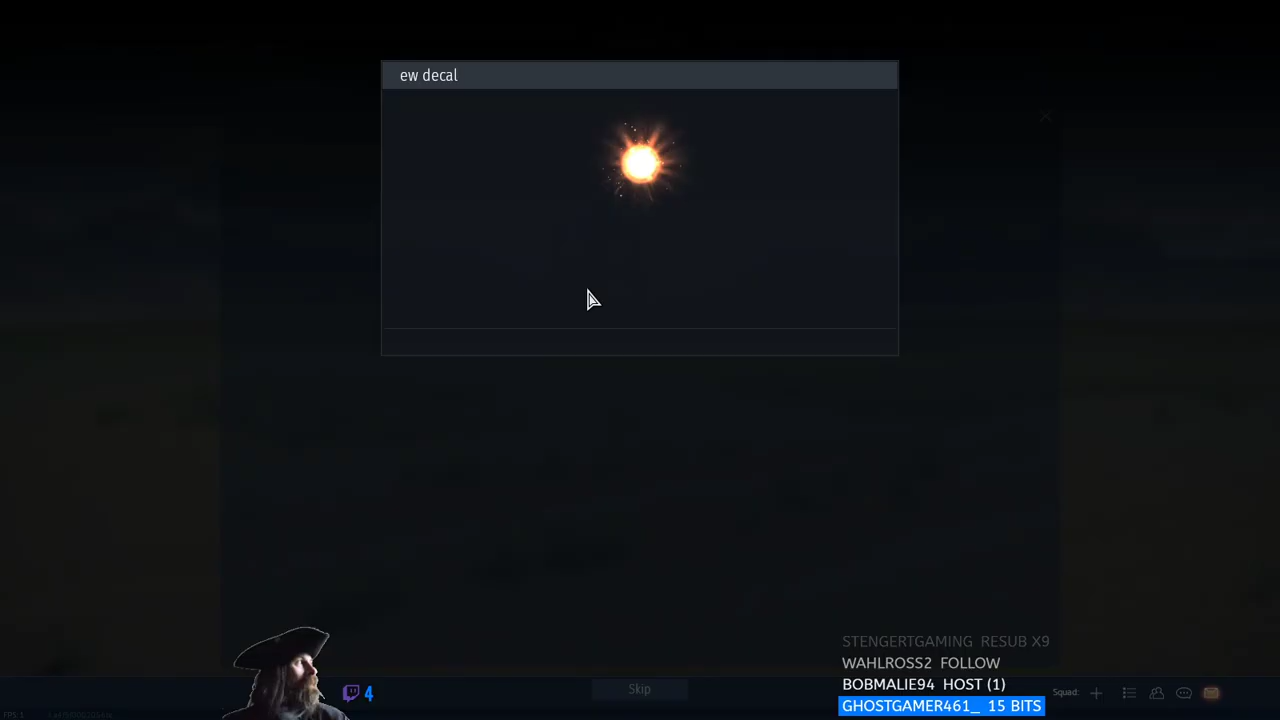 ew decal
STENGERTGAMING RESUB X9
WAHLROSS2 FOLLOW
BOBMALIE94 HOST (1)
GHOSTGAMER461_ 15 BITS
4
Skip
Squad: